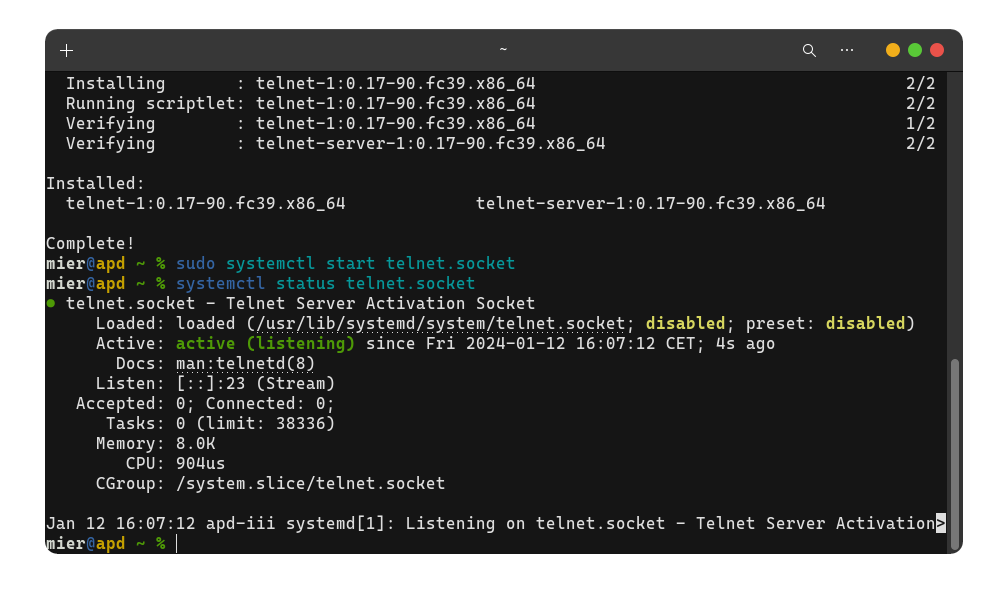 ~
Installing : telnet-1:0.17-90.fc39.x86_64 2/2
Running scriptlet: telnet-1:0.17-90.fc39.x86_64 2/2
Verifying : telnet-1:0.17-90.fc39.x86_64 1/2
Verifying : telnet-server-1:0.17-90.fc39.x86_64 2/2
Installed:
telnet-1:0.17-90.fc39.x86_64 telnet-server-1:0.17-90.fc39.x86_64
Complete!
mier@apd ~ % sudo systemctl start telnet.socket
mier@apd ~ % systemctl status telnet.socket
● telnet.socket - Telnet Server Activation Socket
Loaded: loaded (/usr/lib/systemd/system/telnet.socket; disabled; preset: disabled)
Active: active (listening) since Fri 2024-01-12 16:07:12 CET; 4s ago
Docs: man:telnetd(8)
Listen: [::]:23 (Stream)
Accepted: 0; Connected: 0;
Tasks: 0 (limit: 38336)
Memory: 8.0K
CPU: 904us
CGroup: /system.slice/telnet.socket
Jan 12 16:07:12 apd-iii systemd[1]: Listening on telnet.socket - Telnet Server Activation>
mier@apd ~ %